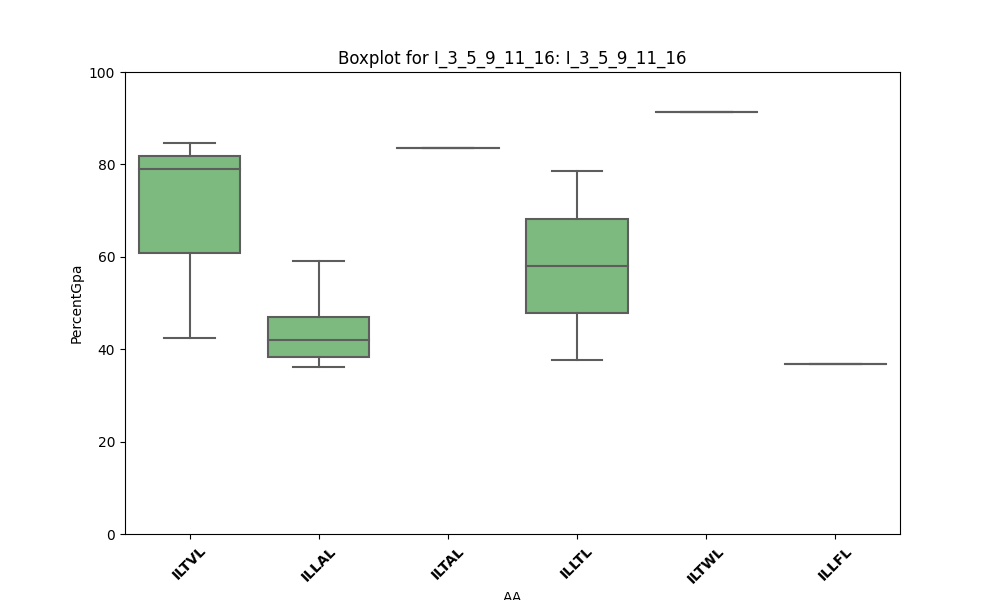 Boxplot for I_3_5_9_11_16: I_3_5_9_11_16
100
80
60
40
20
0
PercentGpa
ILTVL
ILLAL
ILTAL
ILLTL
ILTWL
ILLFL
AA